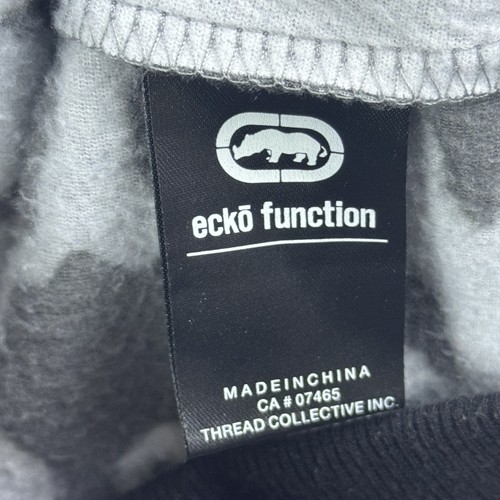 eckō function
MADEINCHINA
CA # 07465
THREAD COLLECTIVE INC.